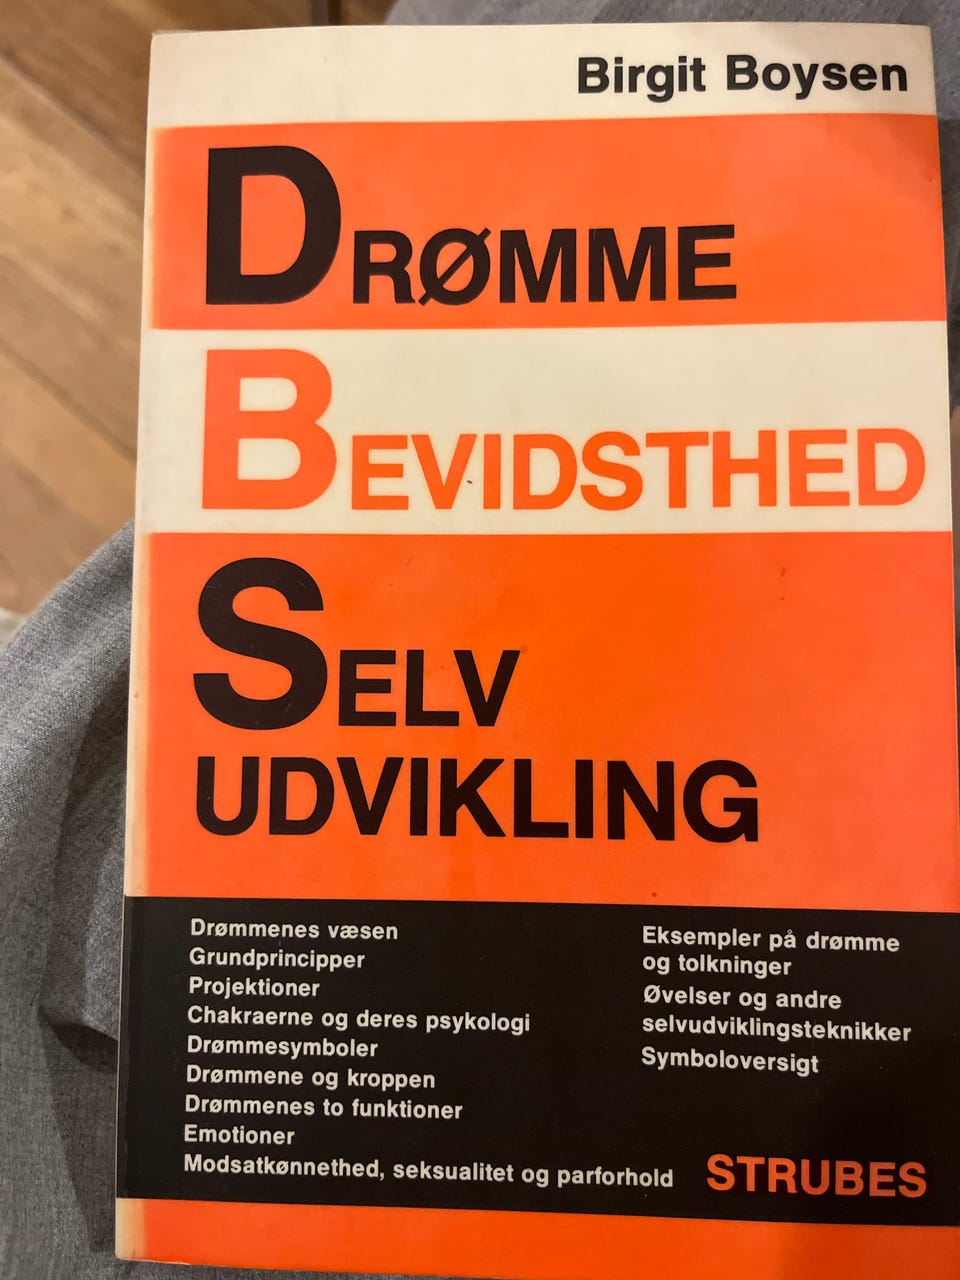 Birgit Boysen
DRØMME
BEVIDSTHED
SELV
UDVIKLING
Drømmenes væsen
Grundprincipper
Projektioner
Chakraerne og deres psykologi
Drømmesymboler
Drømmene og kroppen
Drømmenes to funktioner
Emotioner
Modsatkønnethed, seksualitet og parforhold
Eksempler på drømme
og tolkninger
Øvelser og andre
selvudviklingsteknikker
Symboloversigt
STRUBES